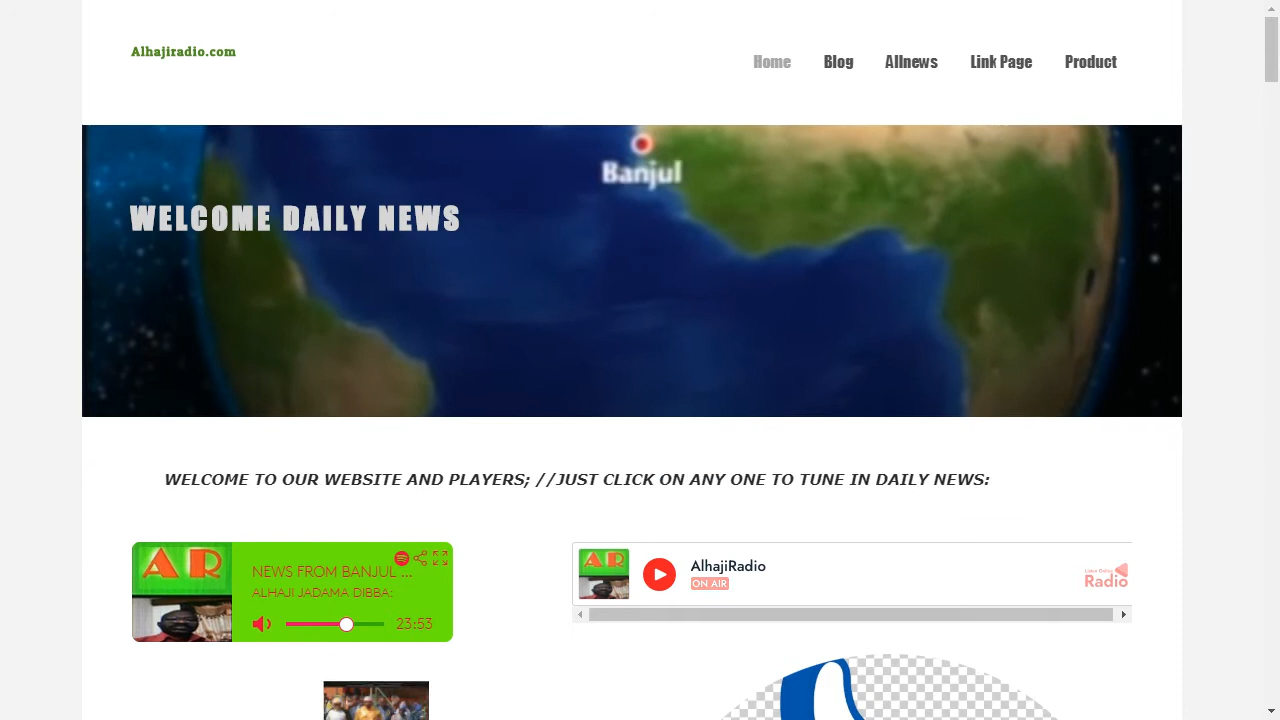 Alhajiradio.com
Home Blog Allnews Link Page Product
Banjul
WELCOME DAILY NEWS
WELCOME TO OUR WEBSITE AND PLAYERS; //JUST CLICK ON ANY ONE TO TUNE IN DAILY NEWS:
A R
NEWS FROM BANJUL ...
ALHAJI JADAMA DIBBA:
23:53
A R
AlhajiRadio
ON AIR
Listen Online
Radio